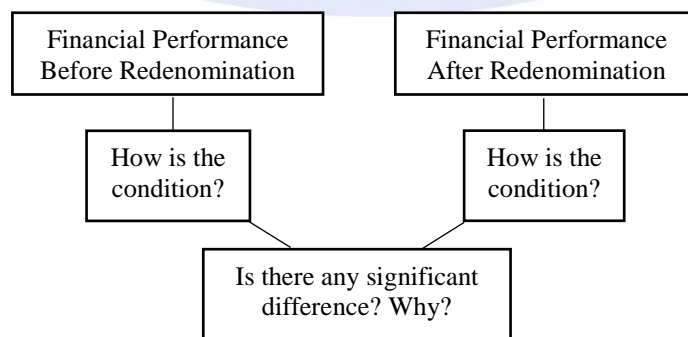 Financial Performance
Before Redenomination
Financial Performance
After Redenomination
How is the
condition?
How is the
condition?
Is there any significant
difference? Why?